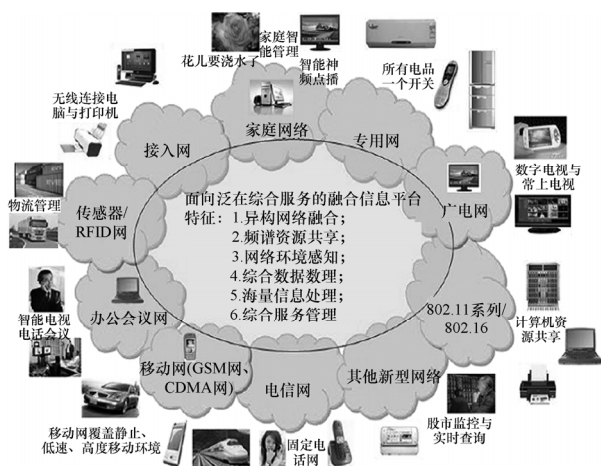 花儿要浇水了
家庭智
能管理
智能神
频点播
所有电品
一个开关
无线连接电
脑与打印机
家庭网络
专用网
接入网
广电网
数字电视与
常上电视
物流管理
传感器/
RFID网
面向泛在综合服务的融合信息平台
特征：1.异构网络融合；
2.频谱资源共享；
3.网络环境感知；
4.综合数据数理；
5.海量信息处理；
6.综合服务管理
办公会议网
智能电视
电话会议
802.11系列/
802.16
计算机资
源共享
移动网(GSM网、
CDMA网)
电信网
其他新型网络
股市监控与
实时查询
移动网覆盖静止、
低速、高度移动环境
固定电
话网